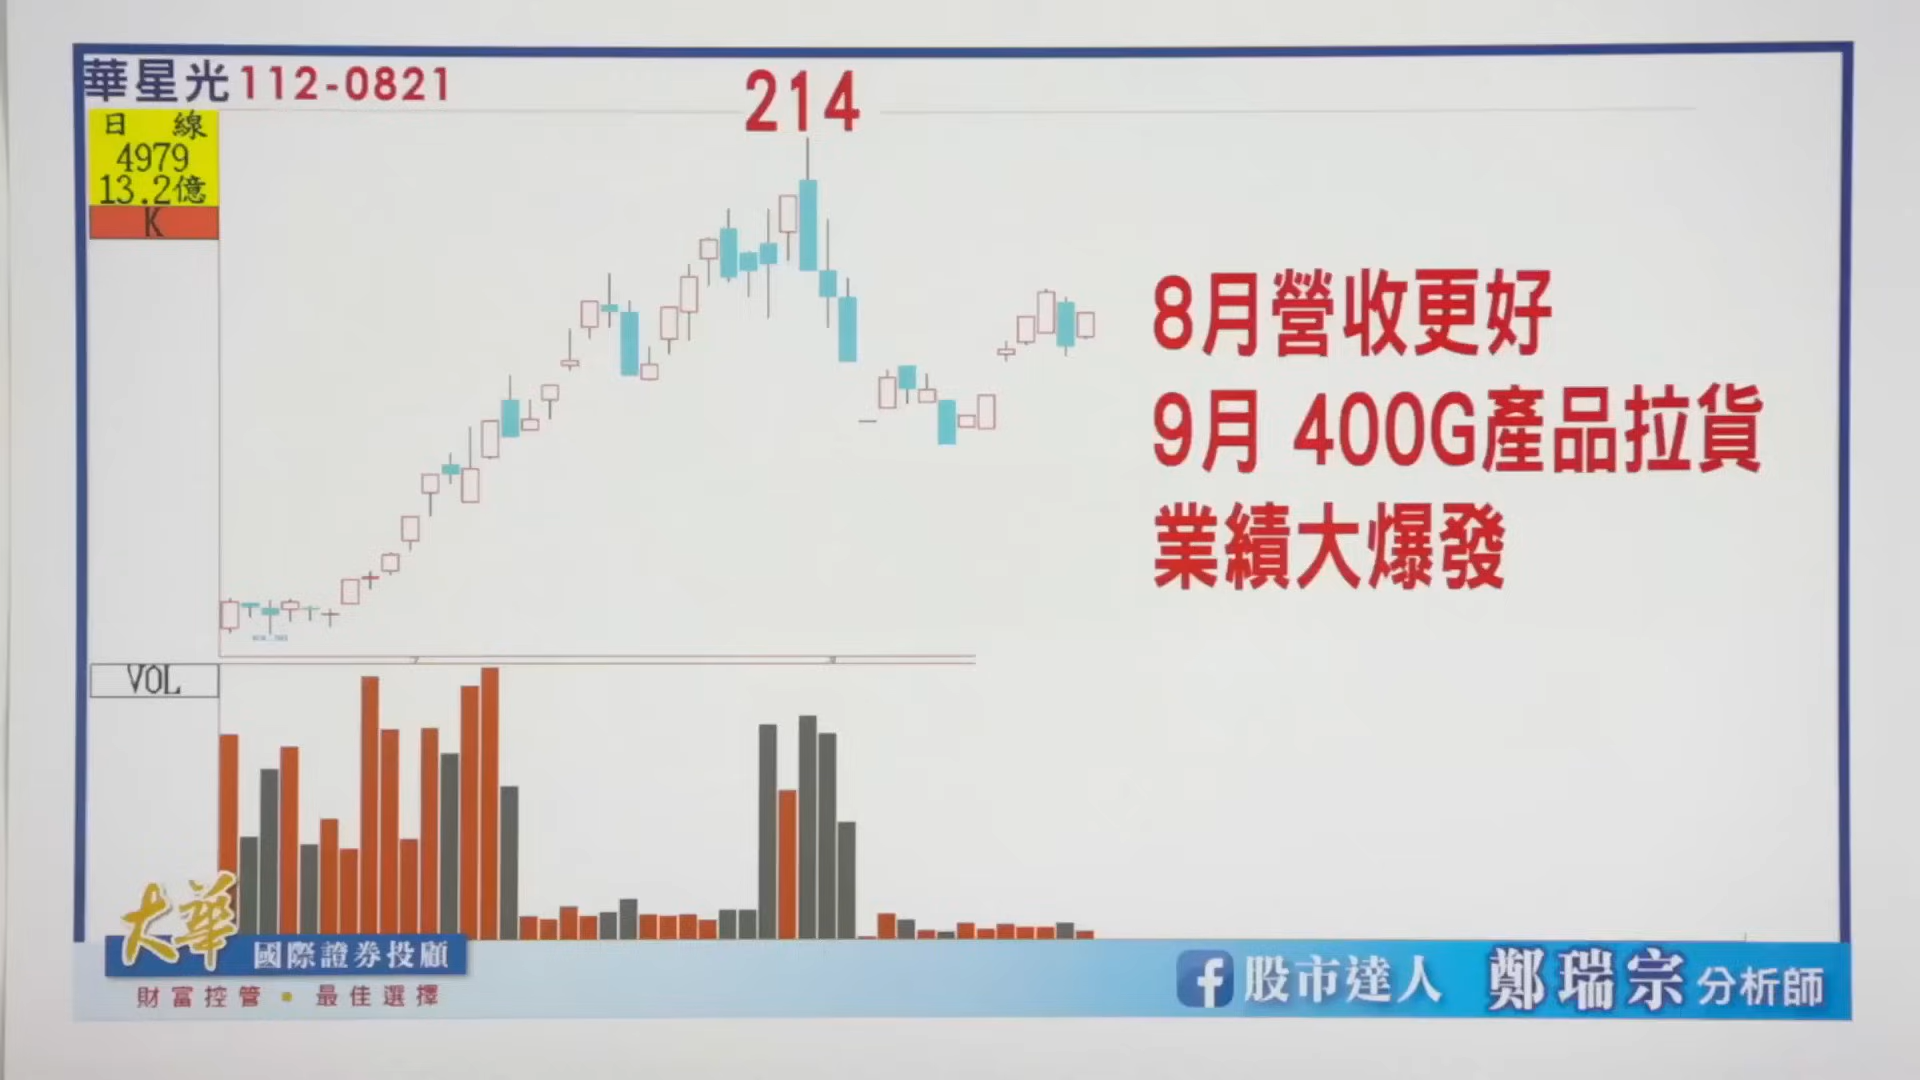 華星光112-0821
214
日 線
4979
13.2億
K
8月營收更好
9月 400G產品拉貨
業績大爆發
VOL
大華國際證券投顧
財富控管 · 最佳選擇
股市達人 鄭瑞宗分析師